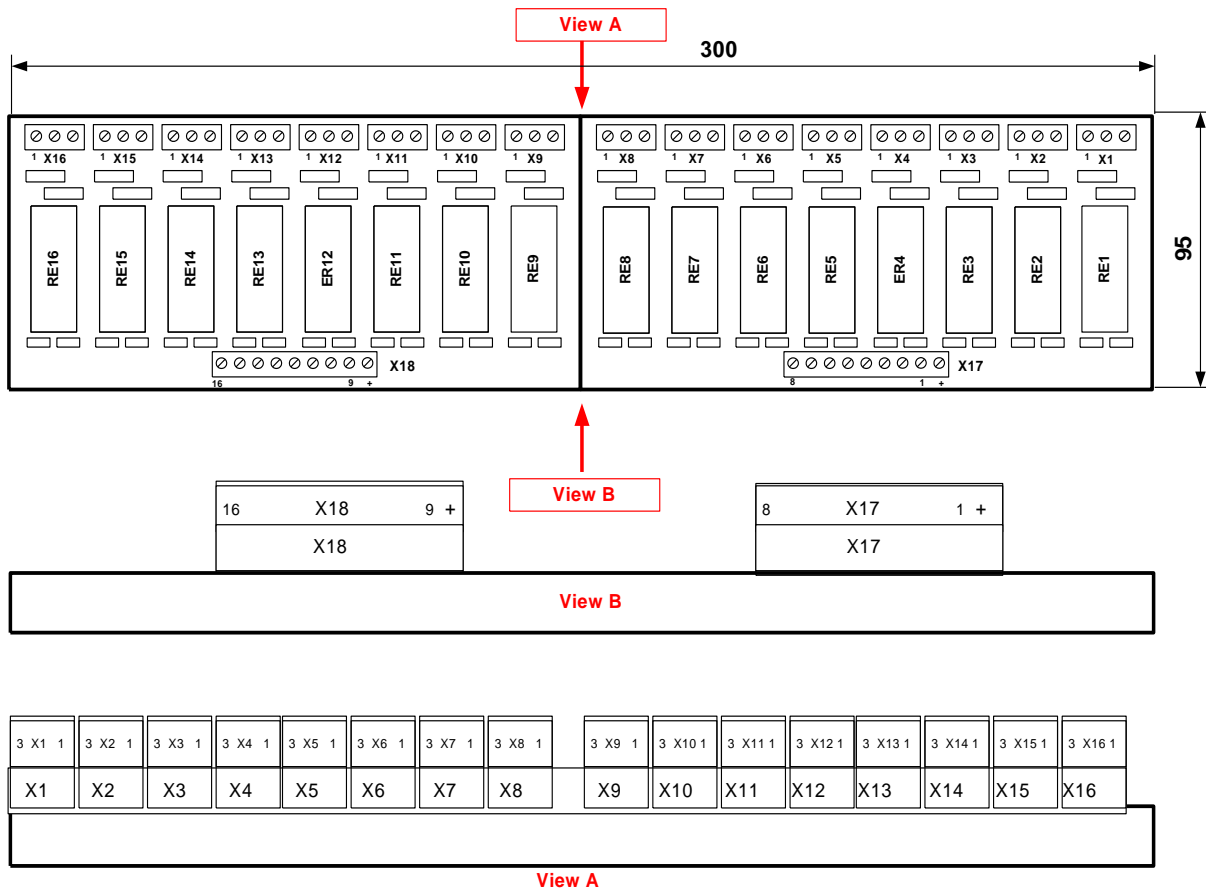 View A
300
1 X16 1 X15 1 X14 1 X13 1 X12 1 X11 1 X10 1 X9 1 X8 1 X7 1 X6 1 X5 1 X4 1 X3 1 X2 1 X1
RE16 RE15 RE14 RE13 ER12 RE11 RE10 RE9 RE8 RE7 RE6 RE5 ER4 RE3 RE2 RE1
95
X18 X17
16 9 + 8 1 +
View B
16 X18 9 + 8 X17 1 +
X18 X17
View B
3 X1 1 3 X2 1 3 X3 1 3 X4 1 3 X5 1 3 X6 1 3 X7 1 3 X8 1 3 X9 1 3 X10 1 3 X11 1 3 X12 1 3 X13 1 3 X14 1 3 X15 1 3 X16 1
X1 X2 X3 X4 X5 X6 X7 X8 X9 X10 X11 X12 X13 X14 X15 X16
View A